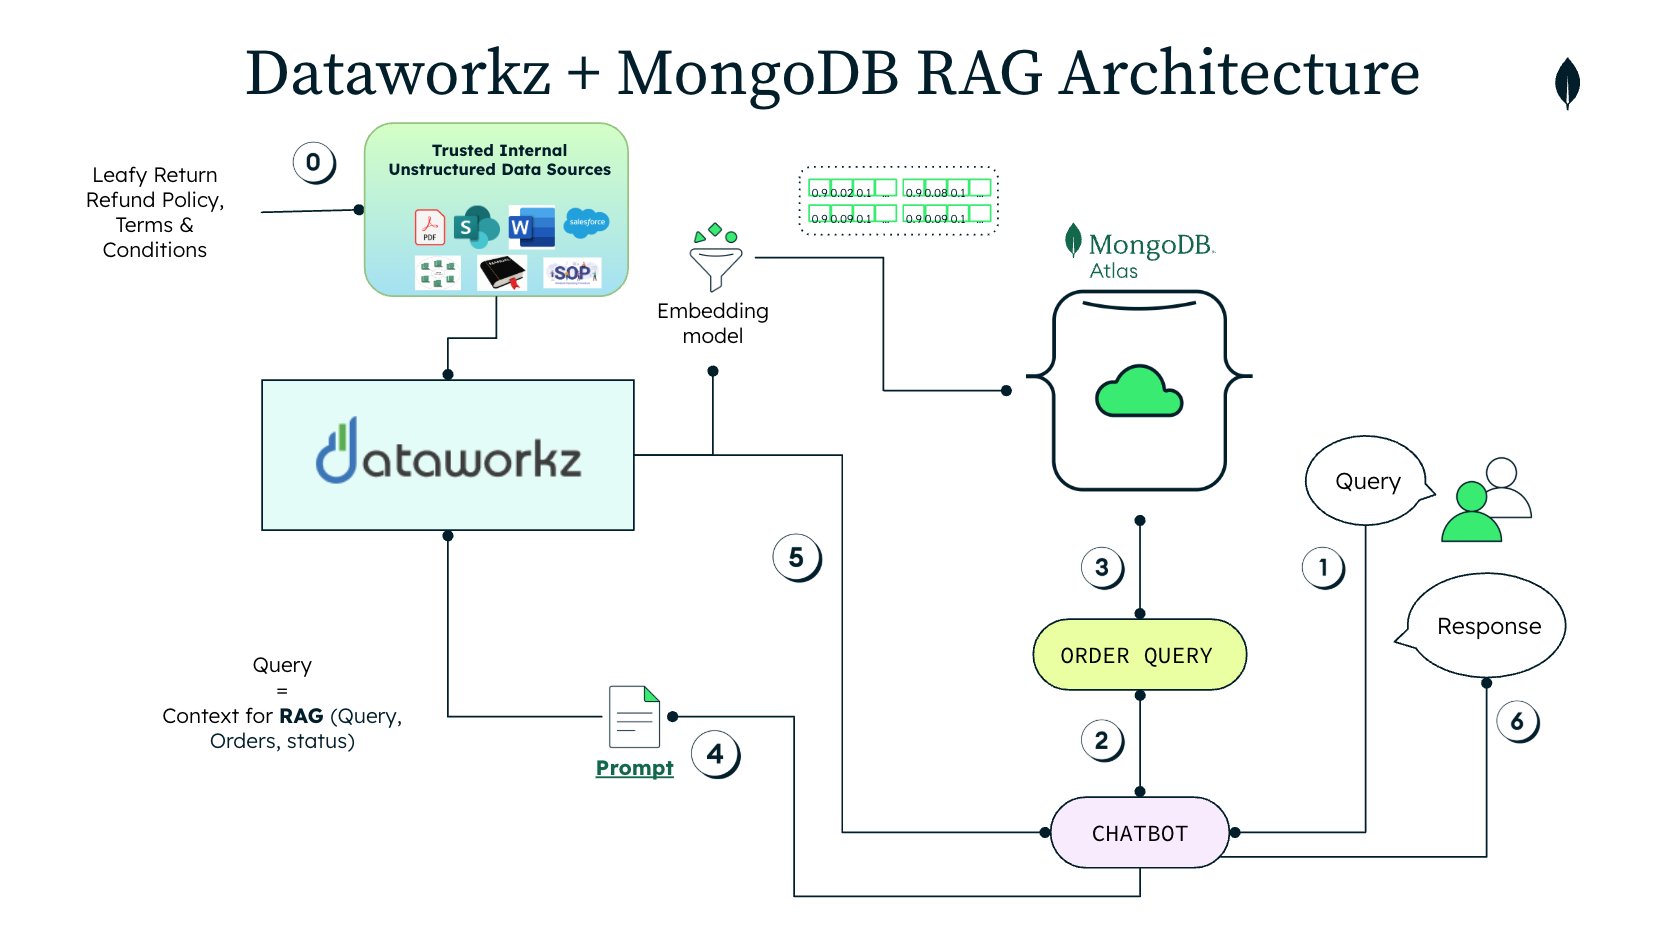 Dataworkz + MongoDB RAG Architecture
0
Leafy Return
Refund Policy,
Terms &
Conditions
Trusted Internal
Unstructured Data Sources
PDF
S
W
salesforce
SOP
0.9 0.02 0.1 ...
0.9 0.08 0.1 ...
0.9 0.09 0.1 ...
0.9 0.09 0.1 ...
Embedding
model
MongoDB
Atlas
dataworkz
Query
1
Response
3
5
ORDER QUERY
2
6
Query
=
Context for RAG (Query,
Orders, status)
Prompt
4
CHATBOT